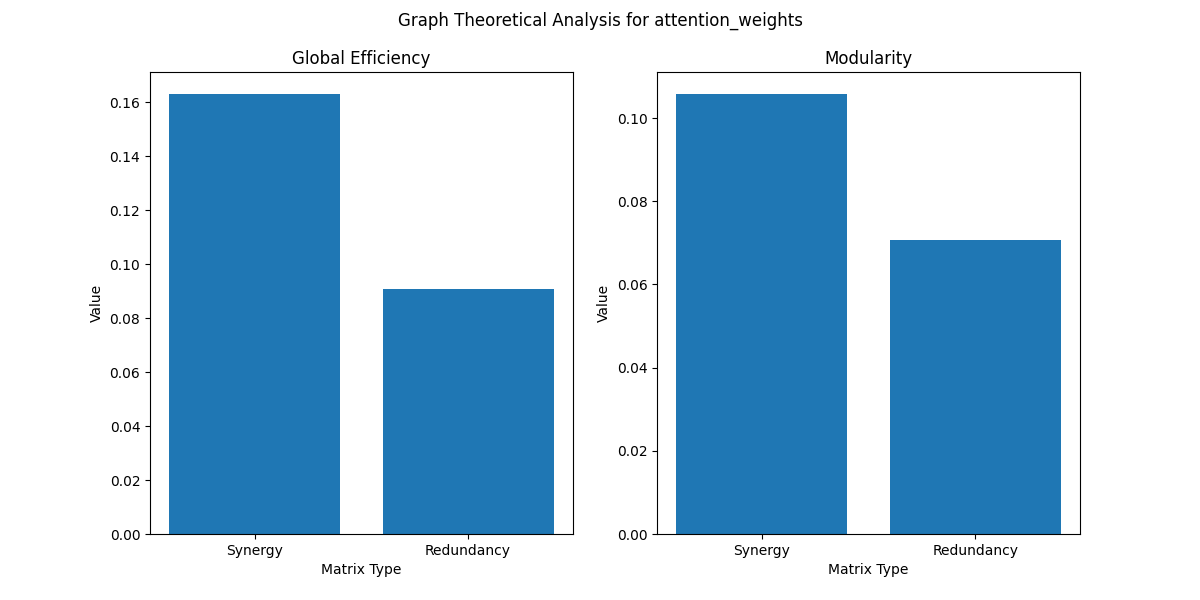 Graph Theoretical Analysis for attention_weights
Global Efficiency
Value
0.16
0.14
0.12
0.10
0.08
0.06
0.04
0.02
0.00
Synergy
Redundancy
Matrix Type
Modularity
Value
0.10
0.08
0.06
0.04
0.02
0.00
Synergy
Redundancy
Matrix Type